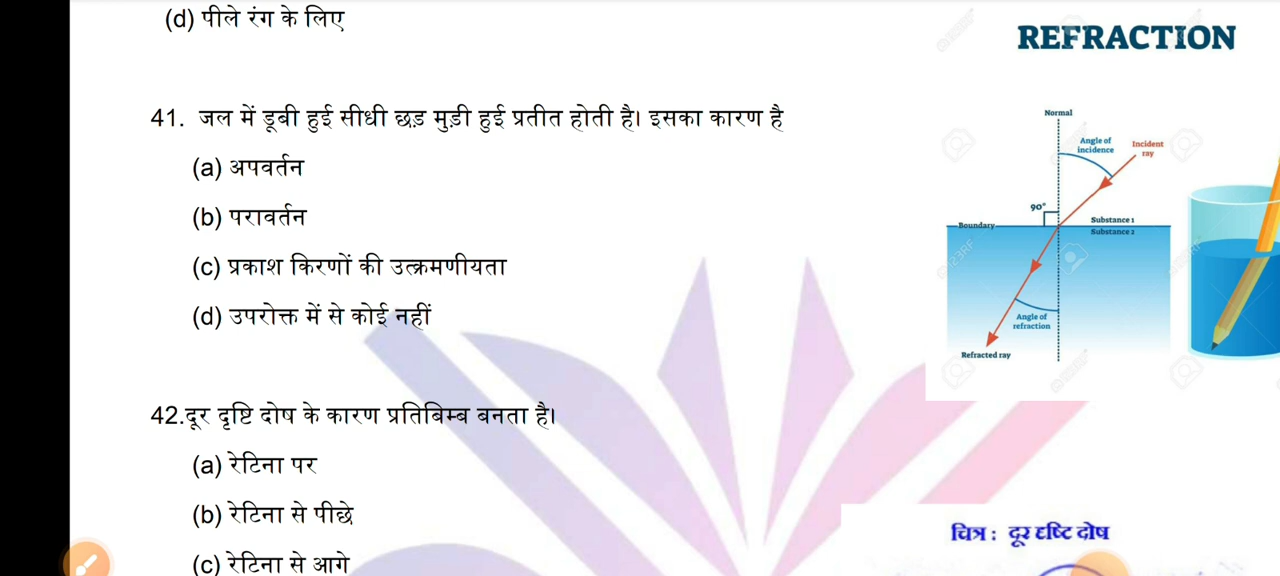 (d) पीले रंग के लिए
REFRACTION
41. जल में डूबी हुई सीधी छड़ मुड़ी हुई प्रतीत होती है। इसका कारण है
(a) अपवर्तन
(b) परावर्तन
(c) प्रकाश किरणों की उत्क्रमणीयता
(d) उपरोक्त में से कोई नहीं
Normal
Angle of
incidence
Incident
ray
90°
Boundary
Substance 1
Substance 2
Angle of
refraction
Refracted ray
42.दूर दृष्टि दोष के कारण प्रतिबिम्ब बनता है।
(a) रेटिना पर
(b) रेटिना से पीछे
(c) रेटिना से आगे
चित्र : दूर दृष्टि दोष